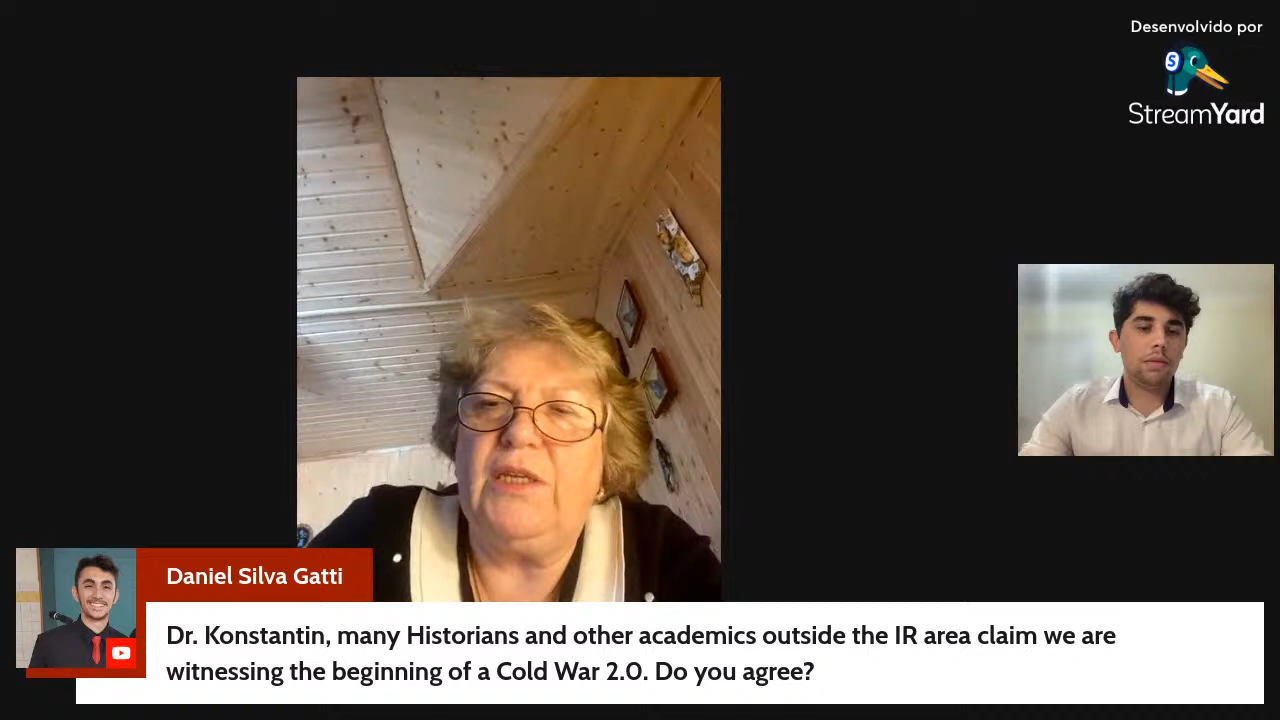 Desenvolvido por
StreamYard
Daniel Silva Gatti
Dr. Konstantin, many Historians and other academics outside the IR area claim we are
witnessing the beginning of a Cold War 2.0. Do you agree?